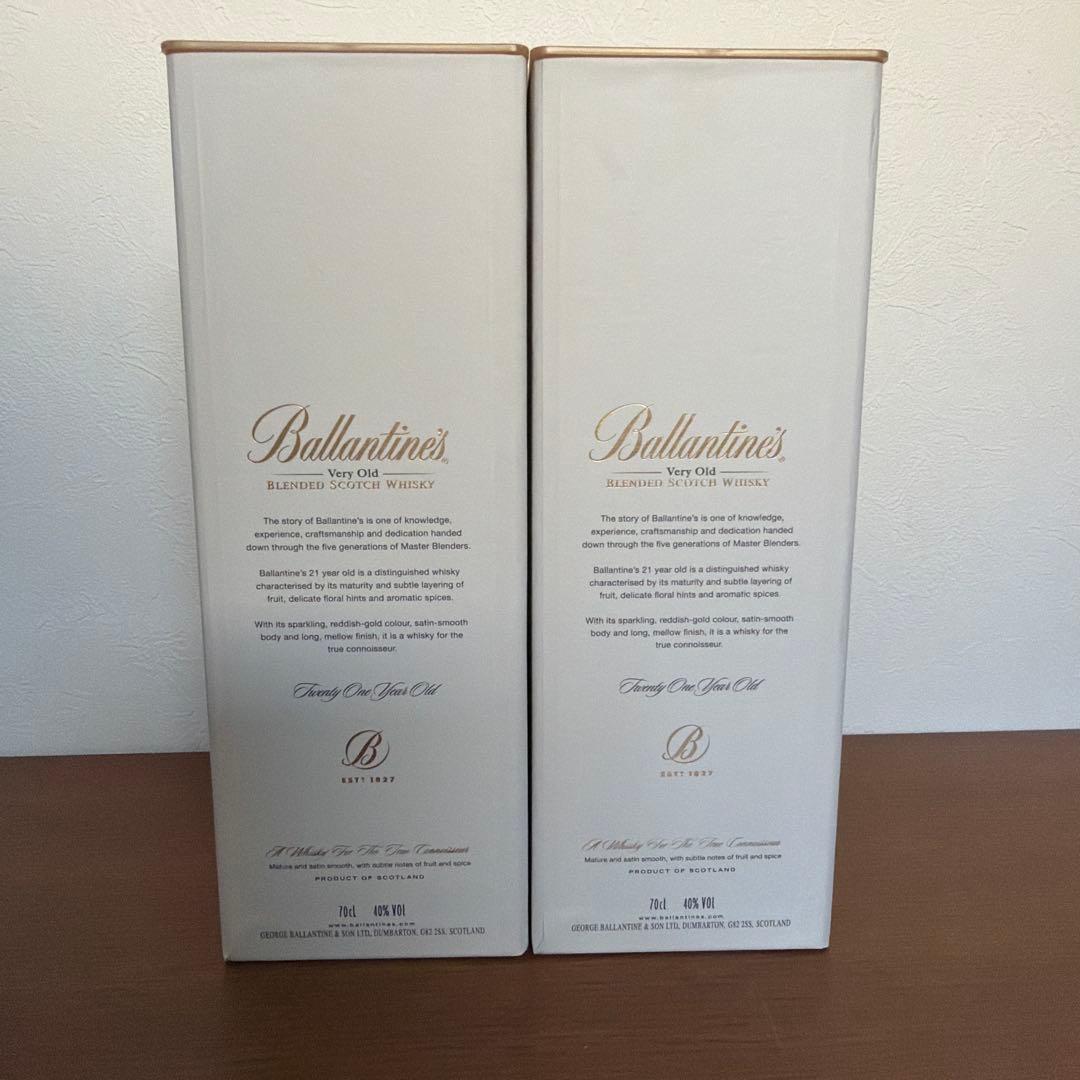 Ballantine's®
Very Old
BLENDED SCOTCH WHISKY
The story of Ballantine's is one of knowledge,
experience, craftsmanship and dedication handed
down through the five generations of Master Blenders.
Ballantine's 21 year old is a distinguished whisky
characterised by its maturity and subtle layering of
fruit, delicate floral hints and aromatic spices.
With its sparkling, reddish-gold colour, satin-smooth
body and long, mellow finish, it is a whisky for the
true connoisseur.
Twenty One Year Old
B
ESTD 1827
A Whisky For The True Connoisseur
Mature and satin smooth, with subtle notes of fruit and spice
PRODUCT OF SCOTLAND
70cl 40% VOl
www.ballantines.com
GEORGE BALLANTINE & SON LTD., DUMBARTON, G82 2SS, SCOTLAND
Ballantine's®
Very Old
BLENDED SCOTCH WHISKY
The story of Ballantine's is one of knowledge,
experience, craftsmanship and dedication handed
down through the five generations of Master Blenders.
Ballantine's 21 year old is a distinguished whisky
characterised by its maturity and subtle layering of
fruit, delicate floral hints and aromatic spices.
With its sparkling, reddish-gold colour, satin-smooth
body and long, mellow finish, it is a whisky for the
true connoisseur.
Twenty One Year Old
B
ESTD 1827
A Whisky For The True Connoisseur
Mature and satin smooth, with subtle notes of fruit and spice
PRODUCT OF SCOTLAND
70cl 40% VOl
www.ballantines.com
GEORGE BALLANTINE & SON LTD., DUMBARTON, G82 2SS, SCOTLAND